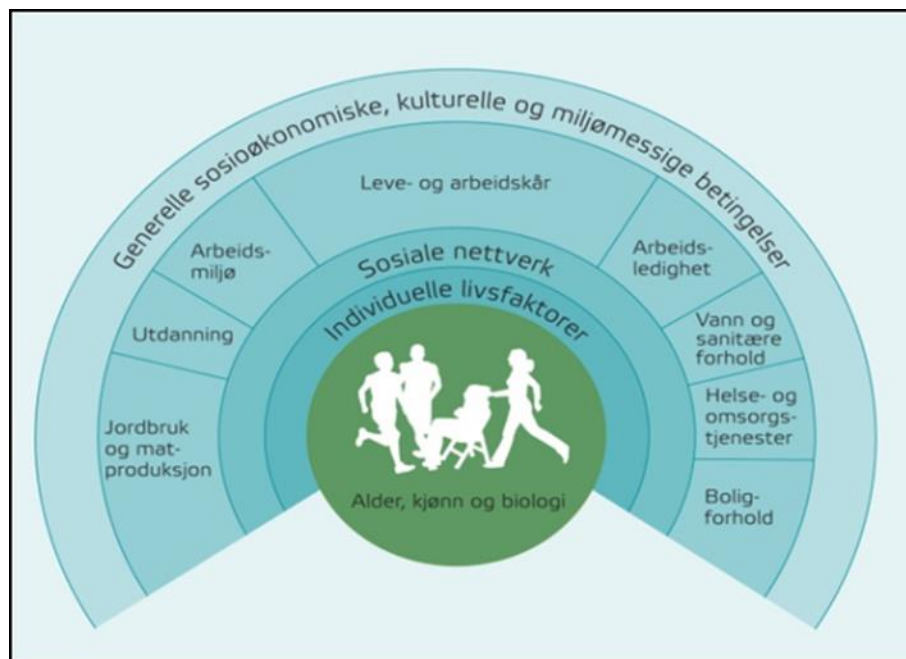 Generelle sosioøkonomiske, kulturelle og miljømessige betingelser
Leve- og arbeidskår
Arbeids-
miljø
Utdanning
Jordbruk
og mat-
produksjon
Arbeids-
ledighet
Vann og
sanitære
forhold
Helse- og
omsorgs-
tjenester
Bolig-
forhold
Sosiale nettverk
Individuelle livsfaktorer
Alder, kjønn og biologi